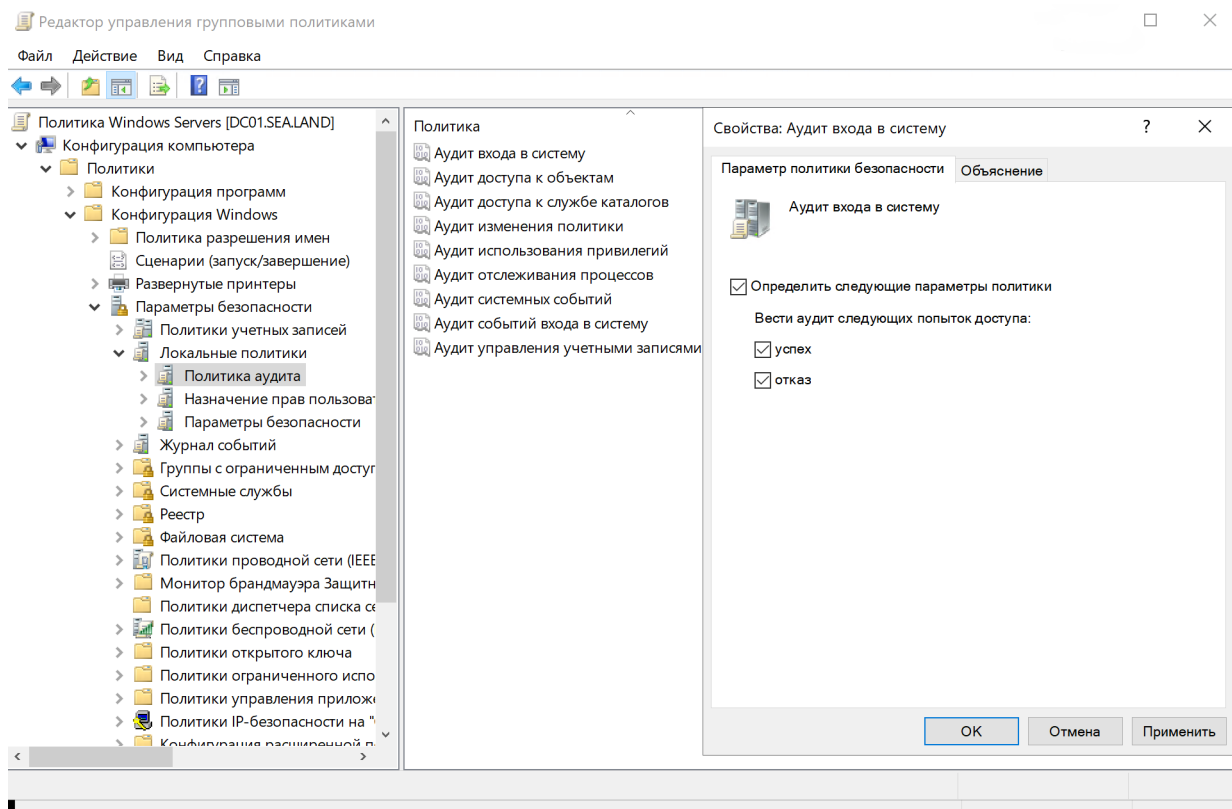 Редактор управления групповыми политиками
Файл Действие Вид Справка
Политика Windows Servers [DC01.SEA.LAND]
Конфигурация компьютера
Политики
Конфигурация программ
Конфигурация Windows
Политика разрешения имен
Сценарии (запуск/завершение)
Развернутые принтеры
Параметры безопасности
Политики учетных записей
Локальные политики
Политика аудита
Назначение прав пользоват
Параметры безопасности
Журнал событий
Группы с ограниченным доступ
Системные службы
Реестр
Файловая система
Политики проводной сети (IEEE
Монитор брандмауэра Защитн
Политики диспетчера списка се
Политики беспроводной сети (
Политики открытого ключа
Политики ограниченного испо
Политики управления прилож
Политики IP-безопасности на "
Конфигурация расширенной п
Политика
Аудит входа в систему
Аудит доступа к объектам
Аудит доступа к службе каталогов
Аудит изменения политики
Аудит использования привилегий
Аудит отслеживания процессов
Аудит системных событий
Аудит событий входа в систему
Аудит управления учетными записями
Свойства: Аудит входа в систему
Параметр политики безопасности Объяснение
Аудит входа в систему
Определить следующие параметры политики
Вести аудит следующих попыток доступа:
успех
отказ
OK Отмена Применить